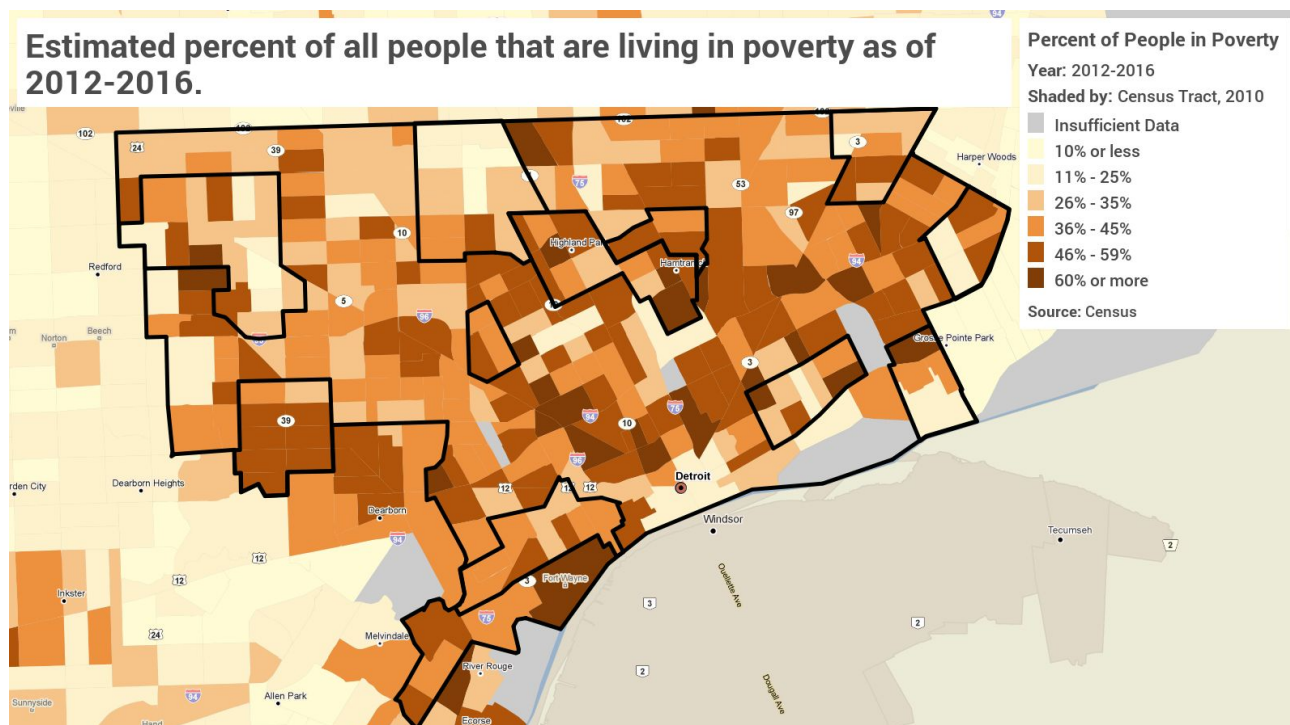 Estimated percent of all people that are living in poverty as of
2012-2016.
Percent of People in Poverty
Year: 2012-2016
Shaded by: Census Tract, 2010
Insufficient Data
10% or less
11% - 25%
26% - 35%
36% - 45%
46% - 59%
60% or more
Source: Census
94
102
24
39
3
Harper Woods
75
53
97
10
Highland Pa
Redford
Hamtram
94
5
96
Norton
Beech
Grosse Pointe Park
3
39
94
10
75
96
Garden City
Dearborn Heights
12
12
Detroit
Dearborn
Windsor
Tecumseh
94
2
12
12
3
Fort Wayne
Ouellette Ave
Inkster
3
75
2
24
Melvindale
River Rouge
2
94
Allen Park
Dougall Ave
Sunnyside
Hand
Ecorse